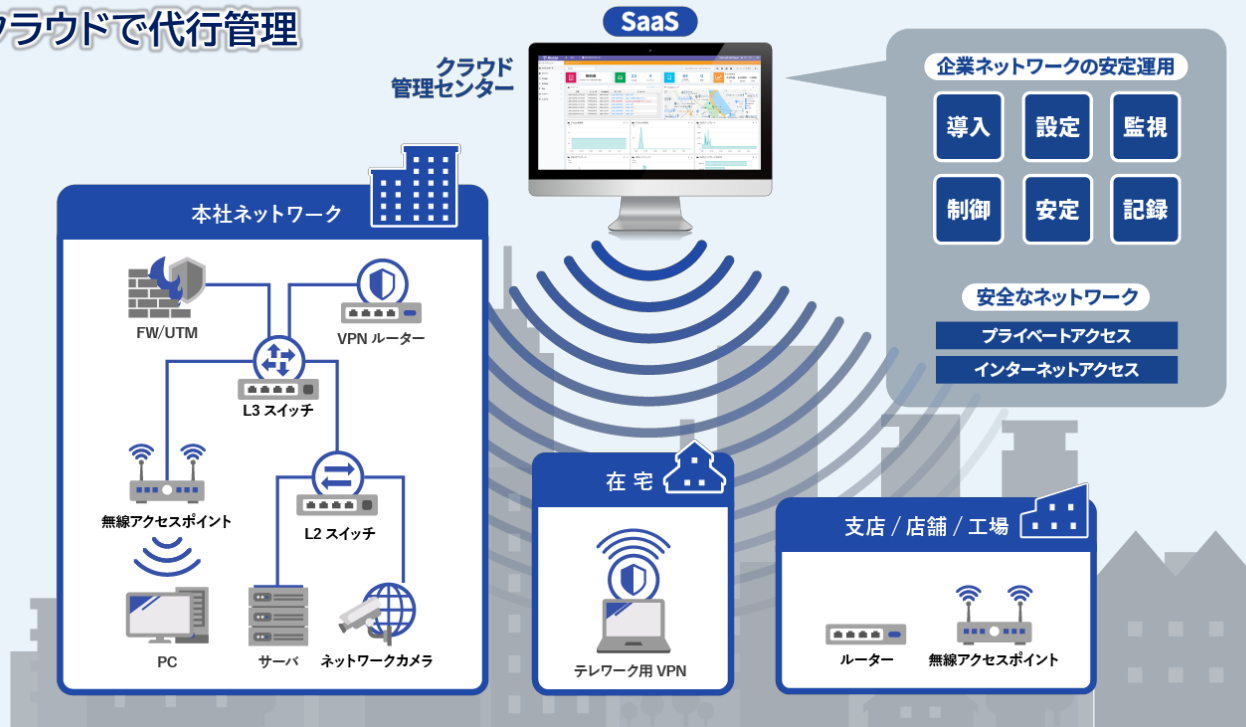 クラウドで代行管理
SaaS
クラウド
管理センター
企業ネットワークの安定運用
導入
設定
監視
制御
安定
記録
安全なネットワーク
プライベートアクセス
インターネットアクセス
本社ネットワーク
FW/UTM
VPN ルーター
L3 スイッチ
無線アクセスポイント
L2 スイッチ
PC
サーバ
ネットワークカメラ
在宅
テレワーク用 VPN
支店 / 店舗 / 工場
ルーター
無線アクセスポイント